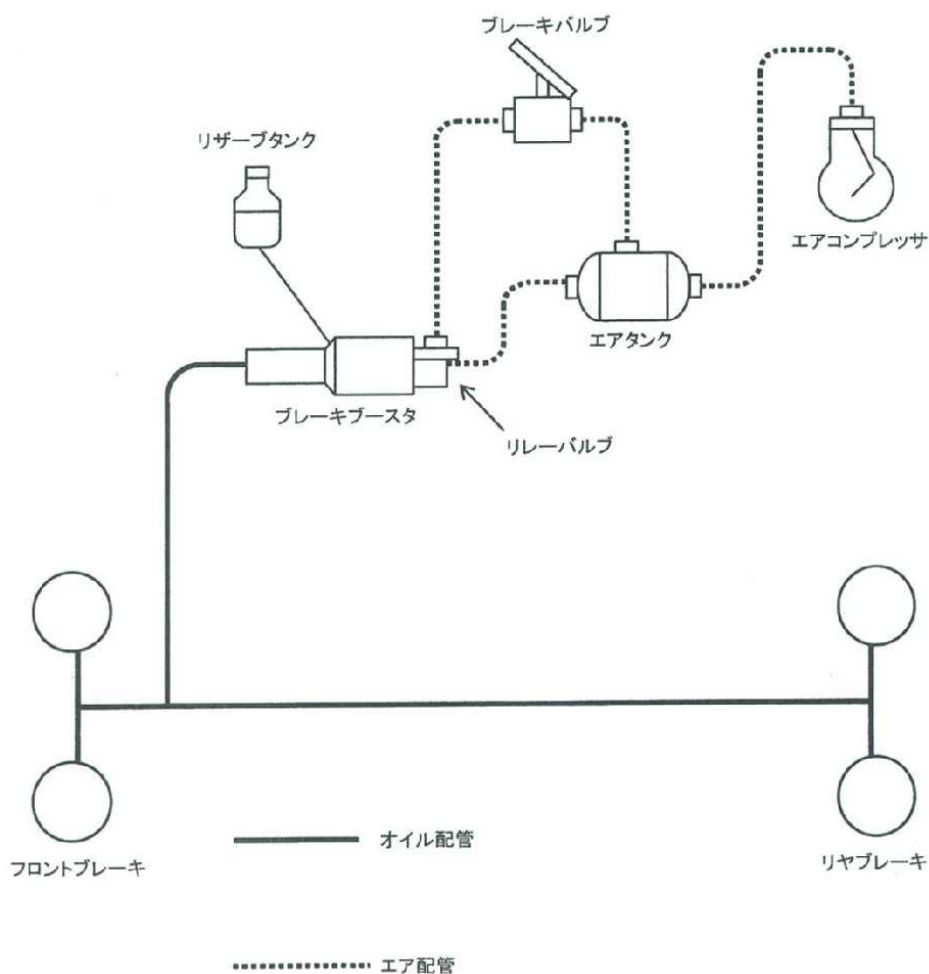 ブレーキバルブ
リザーブタンク
エアコンプレッサ
エアタンク
ブレーキブースタ
リレーバルブ
オイル配管
フロントブレーキ
リヤブレーキ
エア配管